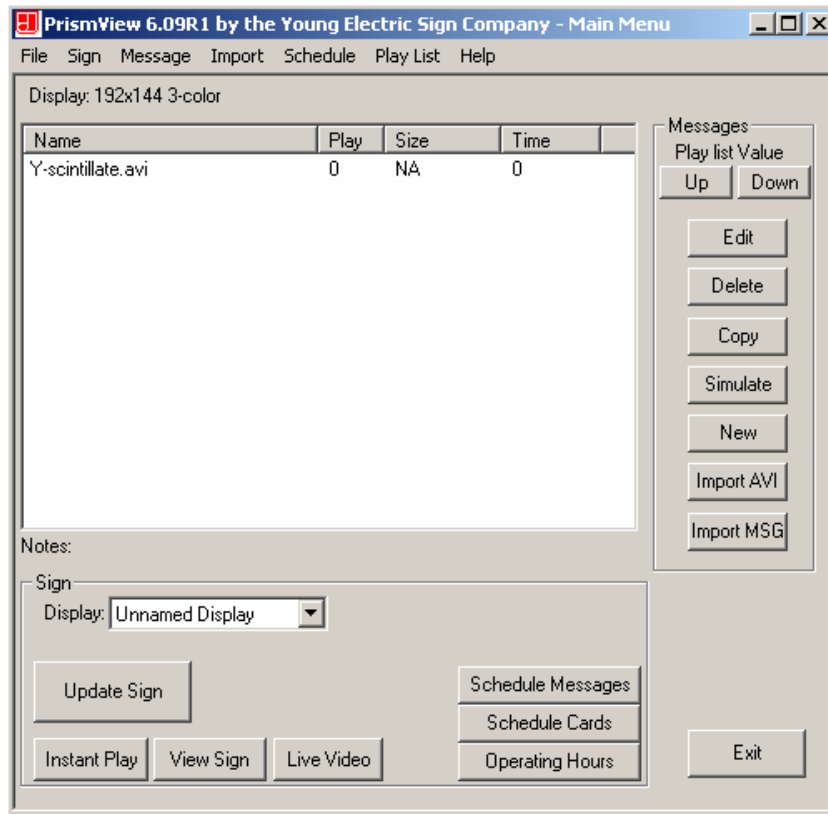 PrismView 6.09R1 by the Young Electric Sign Company - Main Menu
File Sign Message Import Schedule Play List Help
Display: 192x144 3-color
Name Play Size Time
Y-scintillate.avi 0 NA 0
Messages
Play list Value
Up Down
Edit
Delete
Copy
Simulate
New
Import AVI
Import MSG
Notes:
Sign
Display: Unnamed Display
Update Sign
Schedule Messages
Schedule Cards
Operating Hours
Instant Play View Sign Live Video
Exit